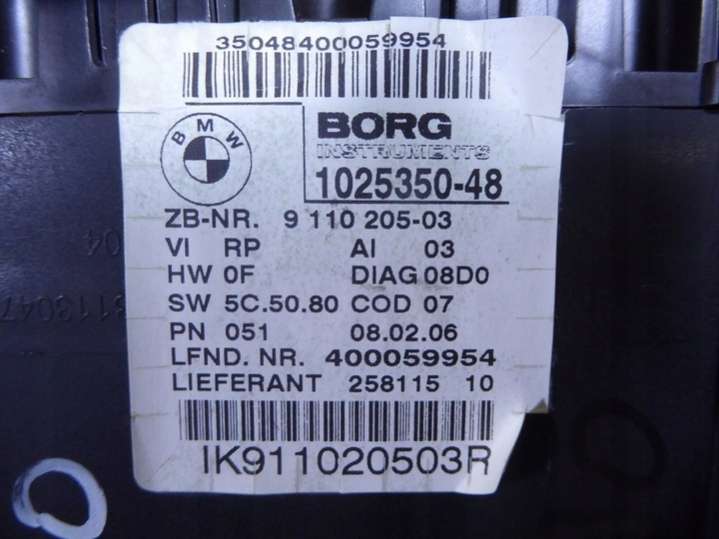 35048400059954
BMW
BORG
INSTRUMENTS
1025350-48
ZB-NR. 9 110 205-03
VI RP AI 03
HW 0F DIAG 08D0
SW 5C.50.80 COD 07
PN 051 08.02.06
LFND. NR. 400059954
LIEFERANT 258115 10
IK911020503R